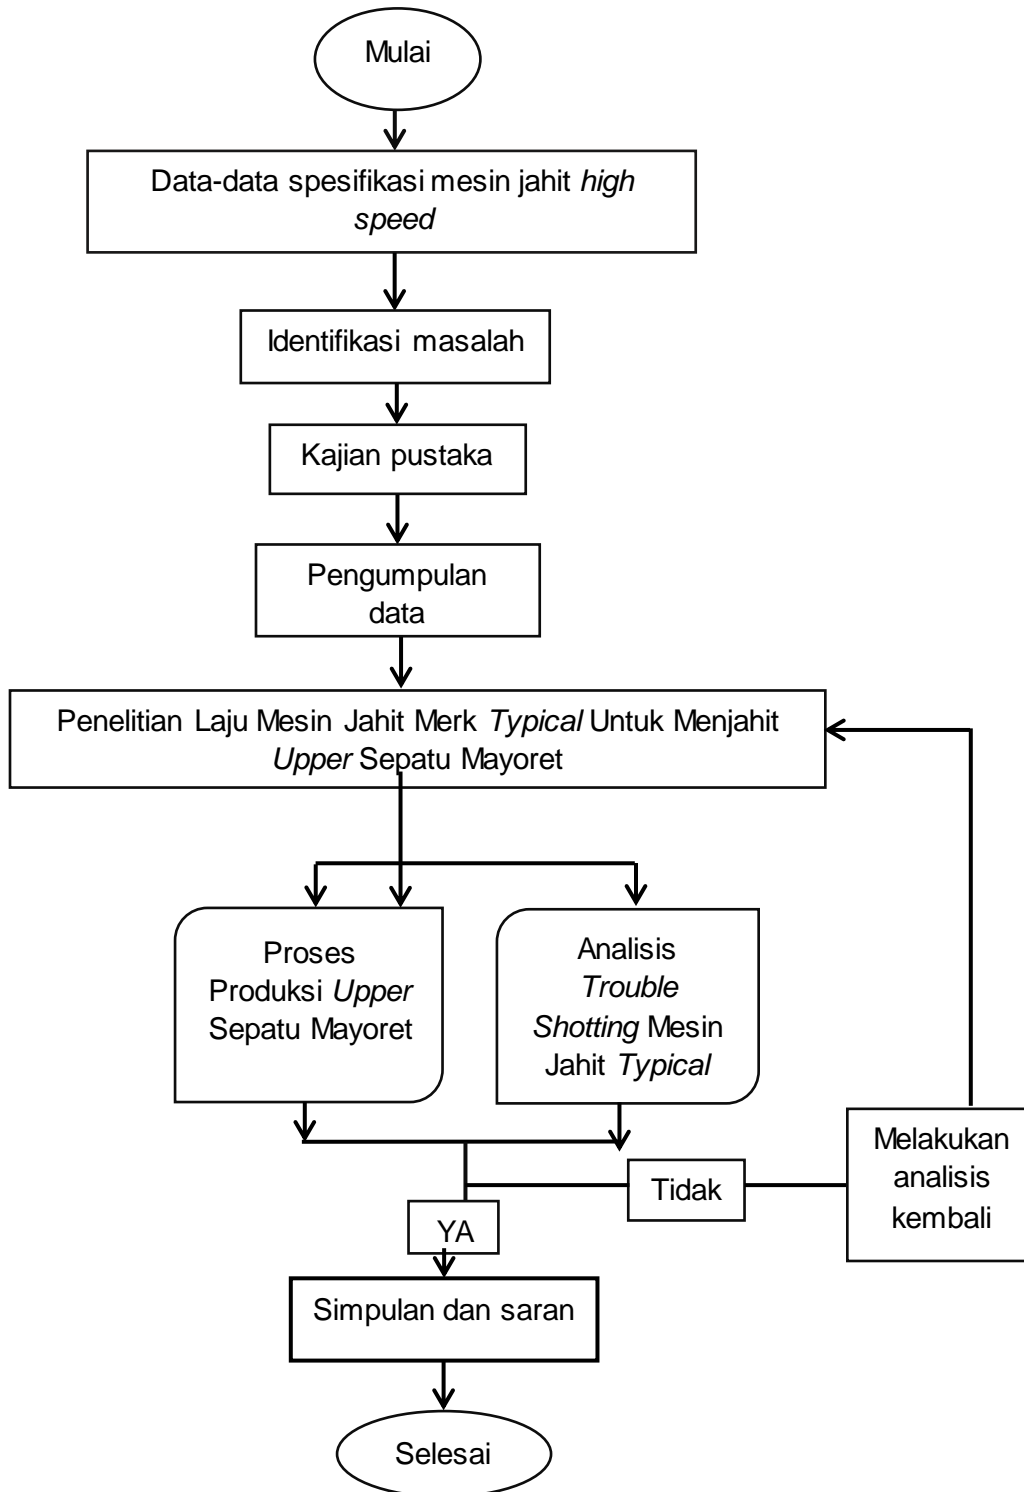 Mulai
Data-data spesifikasi mesin jahit high
speed
Identifikasi masalah
Kajian pustaka
Pengumpulan
data
Penelitian Laju Mesin Jahit Merk Typical Untuk Menjahit
Upper Sepatu Mayoret
Proses
Produksi Upper
Sepatu Mayoret
Analisis
Trouble
Shotting Mesin
Jahit Typical
Melakukan
analisis
kembali
Tidak
YA
Simpulan dan saran
Selesai